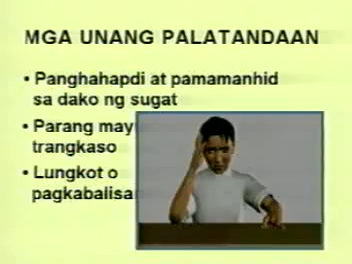 MGA UNANG PALATANDAAN
• Panghahapdi at pamamanhid
sa dako ng sugat
• Parang may
trangkaso
• Lungkot o
pagkabalisa